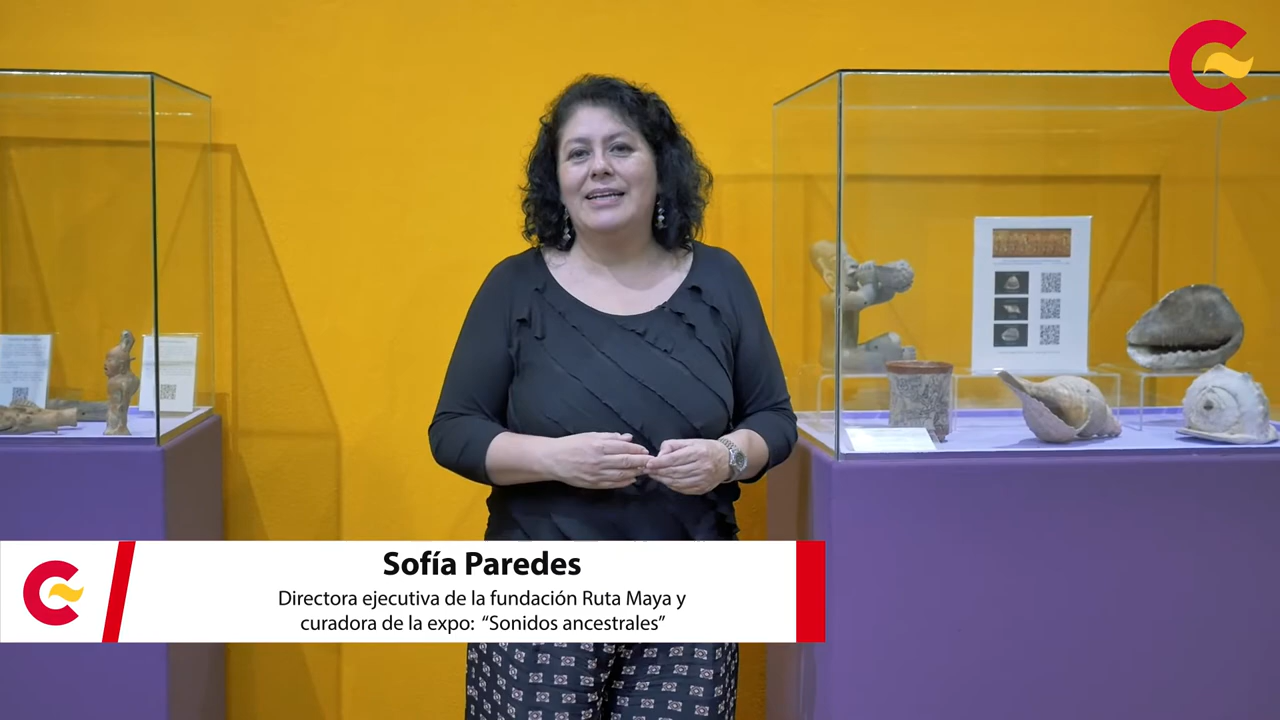 Sofía Paredes
Directora ejecutiva de la fundación Ruta Maya y
curadora de la expo: “Sonidos ancestrales”